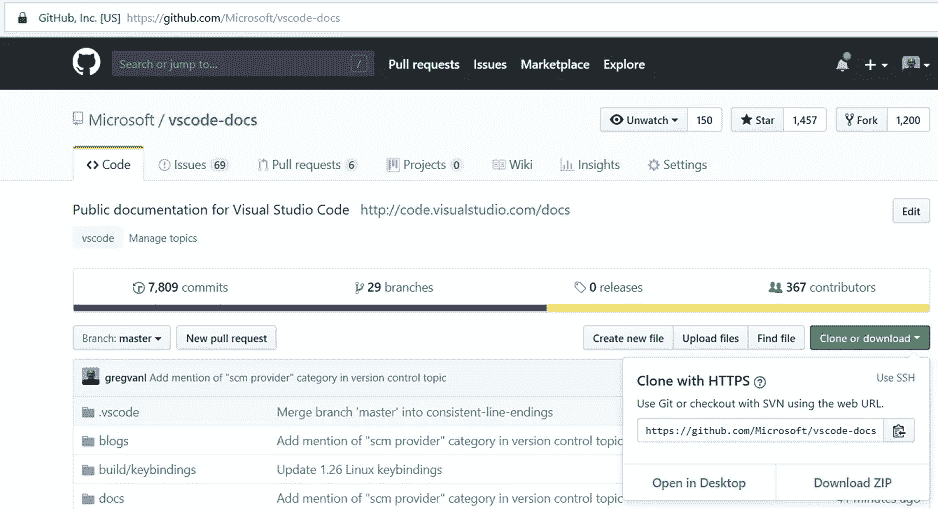 GitHub, Inc. [US] https://github.com/Microsoft/vscode-docs
Search or jump to... / Pull requests Issues Marketplace Explore
Microsoft / vscode-docs Unwatch 150 Star 1,457 Fork 1,200
Code Issues 69 Pull requests 6 Projects 0 Wiki Insights Settings
Public documentation for Visual Studio Code http://code.visualstudio.com/docs Edit
vscode Manage topics
7,809 commits 29 branches 0 releases 367 contributors
Branch: master New pull request Create new file Upload files Find file Clone or download
gregvanl Add mention of "scm provider" category in version control topic
.vscode Merge branch 'master' into consistent-line-endings
blogs Add mention of "scm provider" category in version control topic
build/keybindings Update 1.26 Linux keybindings
docs Add mention of "scm provider" category in version control topic
Clone with HTTPS ? Use SSH
Use Git or checkout with SVN using the web URL.
https://github.com/Microsoft/vscode-docs
Open in Desktop Download ZIP